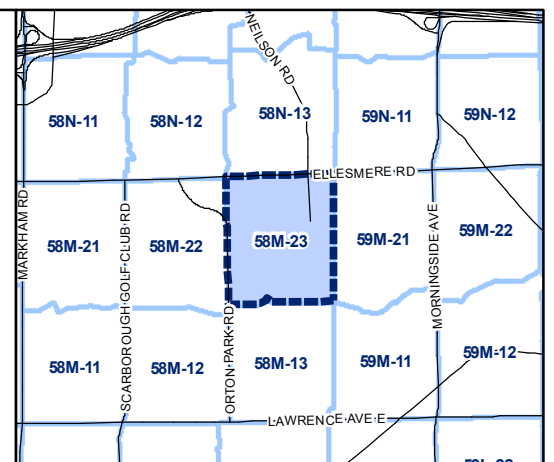 NEILSON RD
58N-11
58N-12
58N-13
59N-11
59N-12
ELLESMERE RD
MARKHAM RD
SCARBOROUGH GOLF CLUB RD
58M-21
58M-22
58M-23
59M-21
59M-22
MORNINGSIDE AVE
ORTON PARK RD
58M-11
58M-12
58M-13
59M-11
59M-12
LAWRENCE AVE E